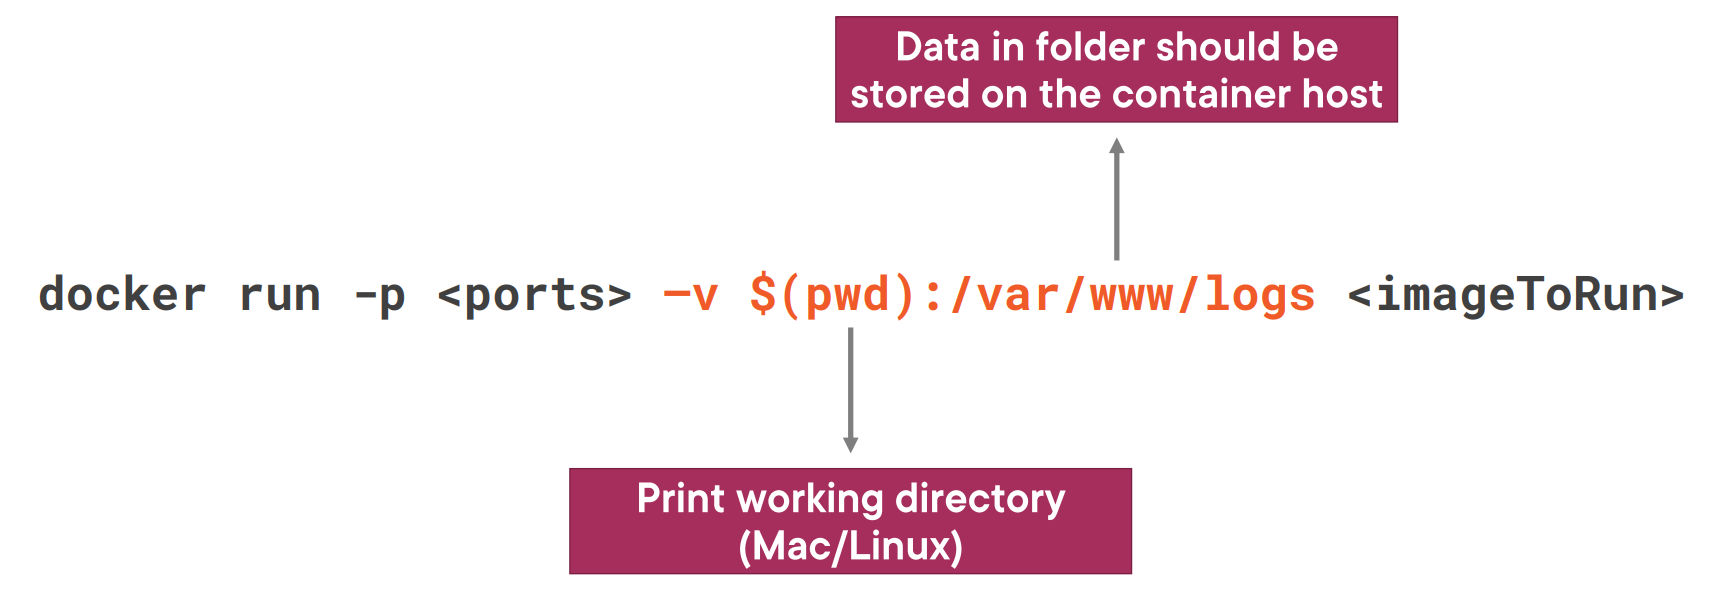 Data in folder should be
stored on the container host
docker run -p <ports> –v $(pwd):/var/www/logs <imageToRun>
Print working directory
(Mac/Linux)